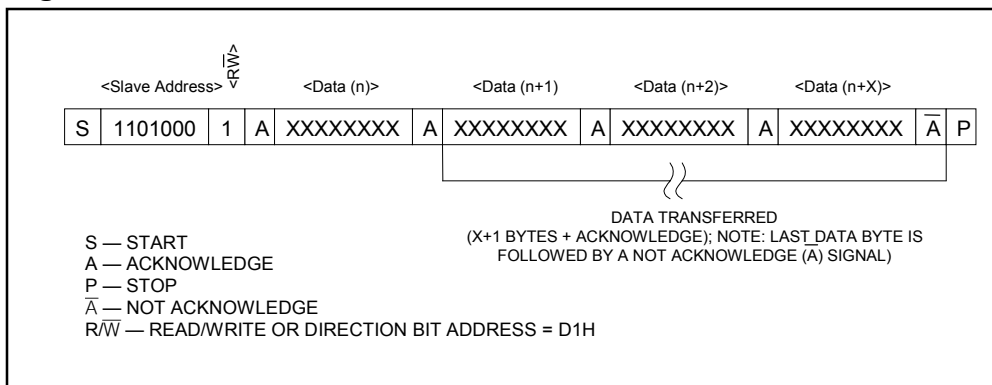 <Slave Address> <RW̅> <Data (n)> <Data (n+1) <Data (n+2)> <Data (n+X)>
S 1101000 1 A XXXXXXXX A XXXXXXXX A XXXXXXXX A XXXXXXXX A̅ P
DATA TRANSFERRED
(X+1 BYTES + ACKNOWLEDGE); NOTE: LAST DATA BYTE IS
FOLLOWED BY A NOT ACKNOWLEDGE (A̅) SIGNAL)
S — START
A — ACKNOWLEDGE
P — STOP
A̅ — NOT ACKNOWLEDGE
R/W̅ — READ/WRITE OR DIRECTION BIT ADDRESS = D1H